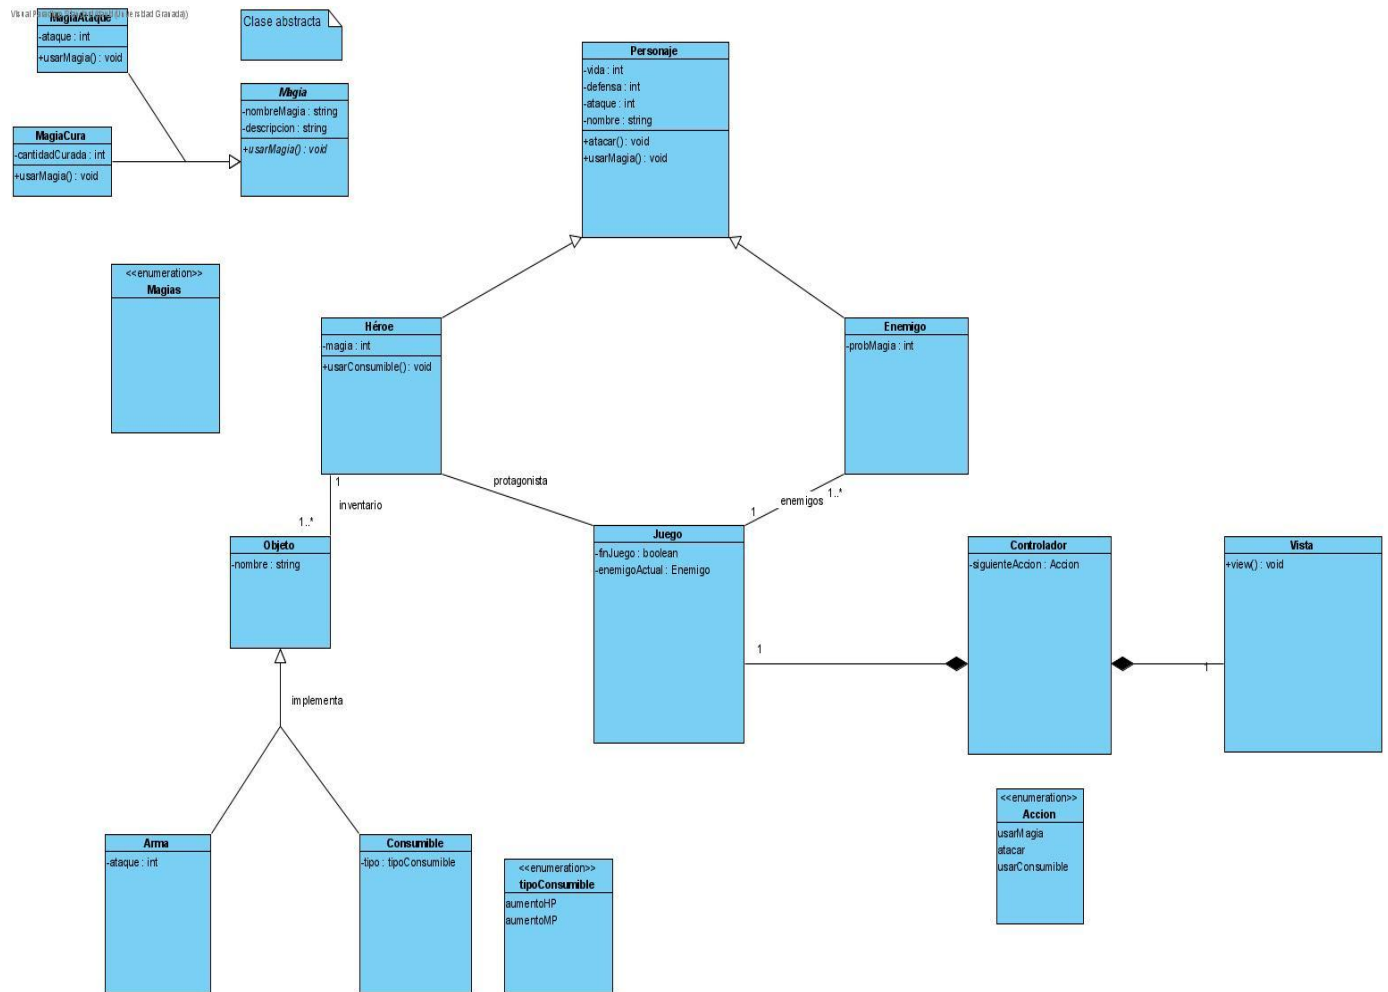 MagiaAtaque
-ataque : int
+usarMagia() : void
Clase abstracta
Magia
-nombreMagia : string
-descripcion : string
+usarMagia() : void
MagiaCura
-cantidadCurada : int
+usarMagia() : void
Personaje
-vida : int
-defensa : int
-ataque : int
-nombre : string
+atacar() : void
+usarMagia() : void
<<enumeration>>
Magias
Héroe
-magia : int
+usarConsumible() : void
Enemigo
-probMagia : int
1
inventario
1..*
protagonista
1..*
enemigos
1
Objeto
-nombre : string
Juego
-finJuego : boolean
-enemigoActual : Enemigo
Controlador
-siguienteAccion : Accion
Vista
+view() : void
1
1
implementa
<<enumeration>>
Accion
usarMagia
atacar
usarConsumible
Arma
-ataque : int
Consumible
-tipo : tipoConsumible
<<enumeration>>
tipoConsumible
aumentoHP
aumentoMP